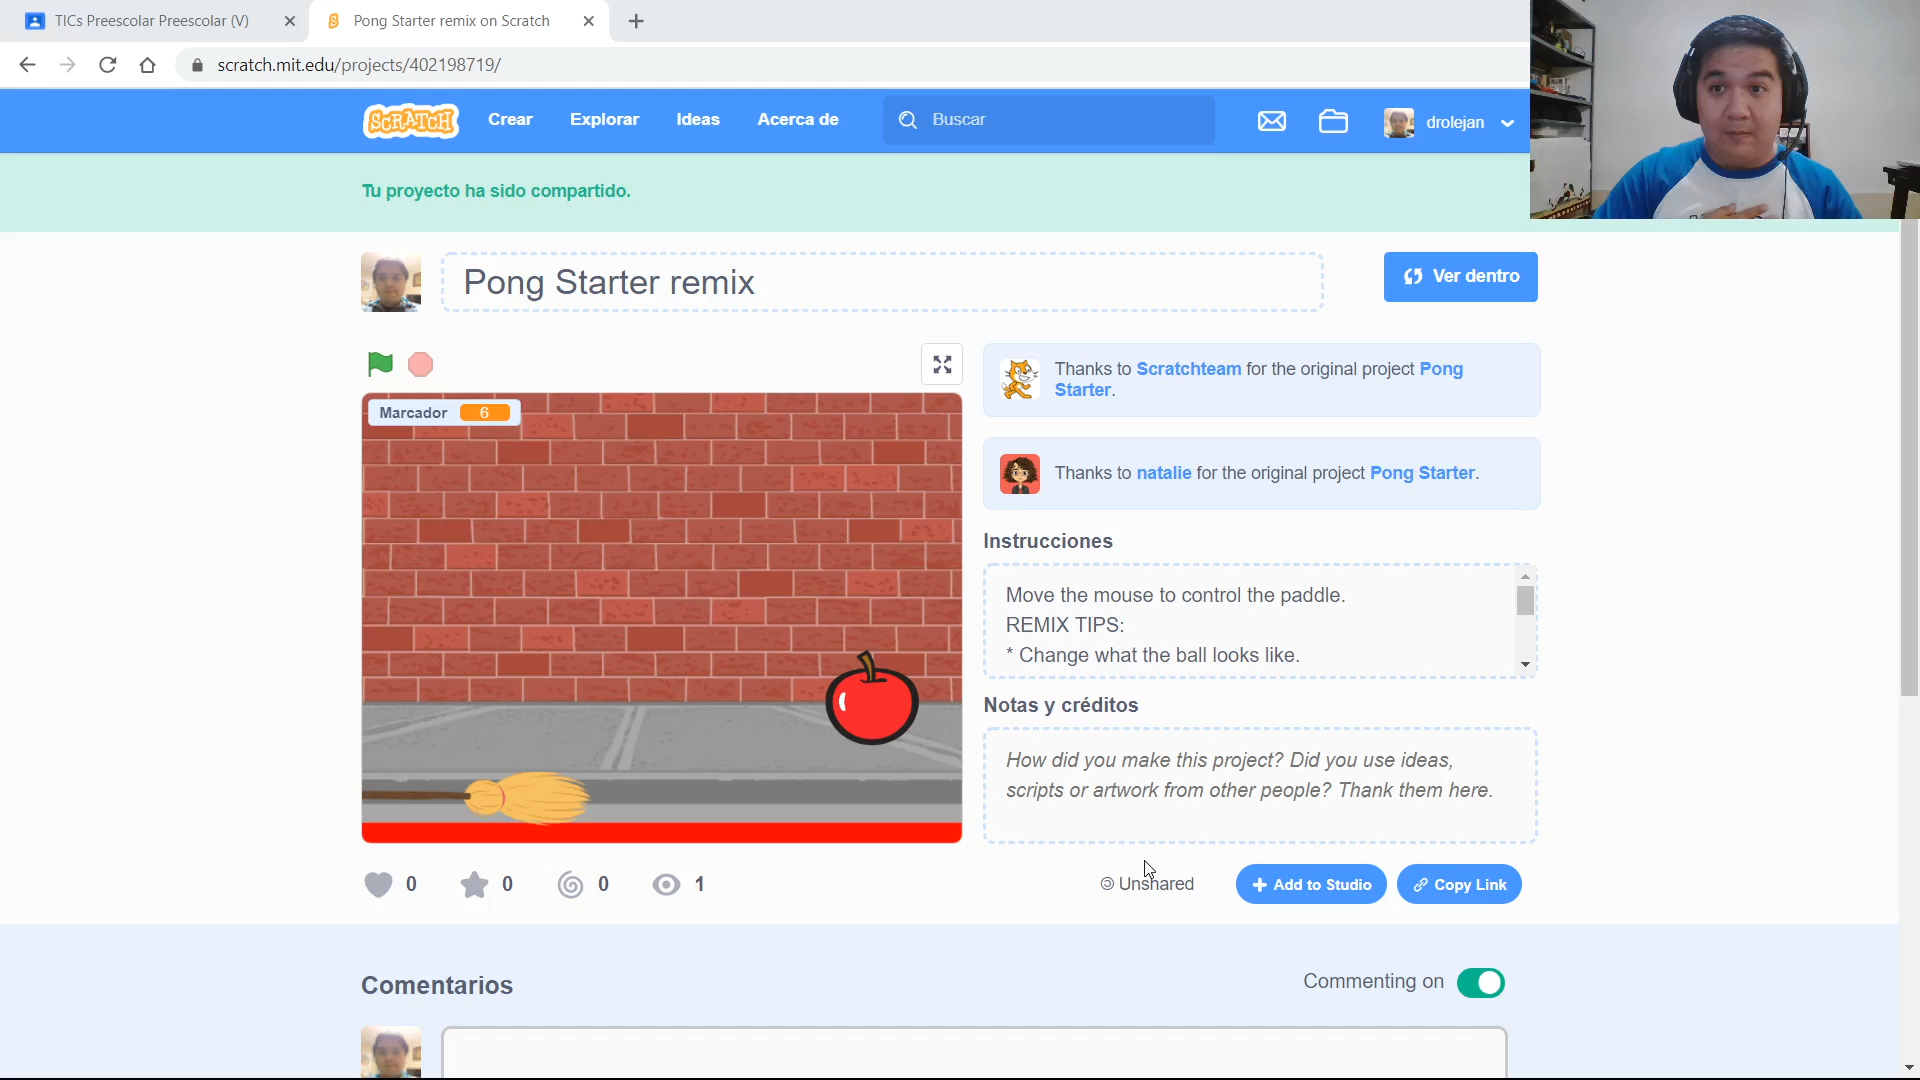 TICs Preescolar Preescolar (V)
Pong Starter remix on Scratch
scratch.mit.edu/projects/402198719/
SCRATCH
Crear
Explorar
Ideas
Acerca de
Buscar
drolejan
Tu proyecto ha sido compartido.
Pong Starter remix
Ver dentro
Marcador 6
Thanks to Scratchteam for the original project Pong
Starter.
Thanks to natalie for the original project Pong Starter.
Instrucciones
Move the mouse to control the paddle.
REMIX TIPS:
* Change what the ball looks like.
Notas y créditos
How did you make this project? Did you use ideas,
scripts or artwork from other people? Thank them here.
0
0
0
1
Unshared
Add to Studio
Copy Link
Comentarios
Commenting on